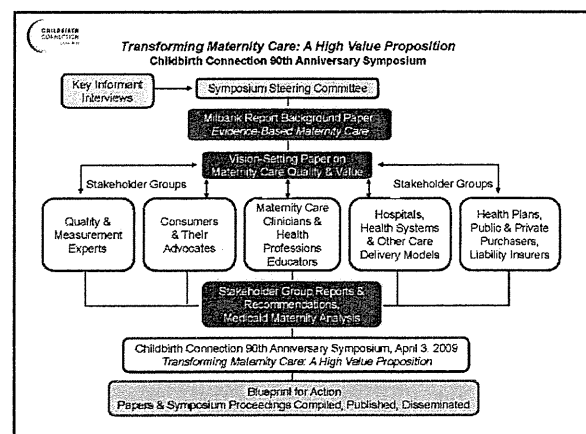 CHILDBIRTH
CONNECTION
Transforming Maternity Care: A High Value Proposition
Childbirth Connection 90th Anniversary Symposium
Key Informant
Interviews
Symposium Steering Committee
Milbank Report Background Paper
Evidence-Based Maternity Care
Vision-Setting Paper on
Maternity Care Quality & Value
Stakeholder Groups
Stakeholder Groups
Quality &
Measurement
Experts
Consumers
& Their
Advocates
Maternity Care
Clinicians &
Health
Professions
Educators
Hospitals,
Health Systems
& Other Care
Delivery Models
Health Plans,
Public & Private
Purchasers,
Liability Insurers
Stakeholder Group Reports &
Recommendations,
Medicaid Maternity Analysis
Childbirth Connection 90th Anniversary Symposium, April 3, 2009
Transforming Maternity Care: A High Value Proposition
Blueprint for Action
Papers & Symposium Proceedings Compiled, Published, Disseminated